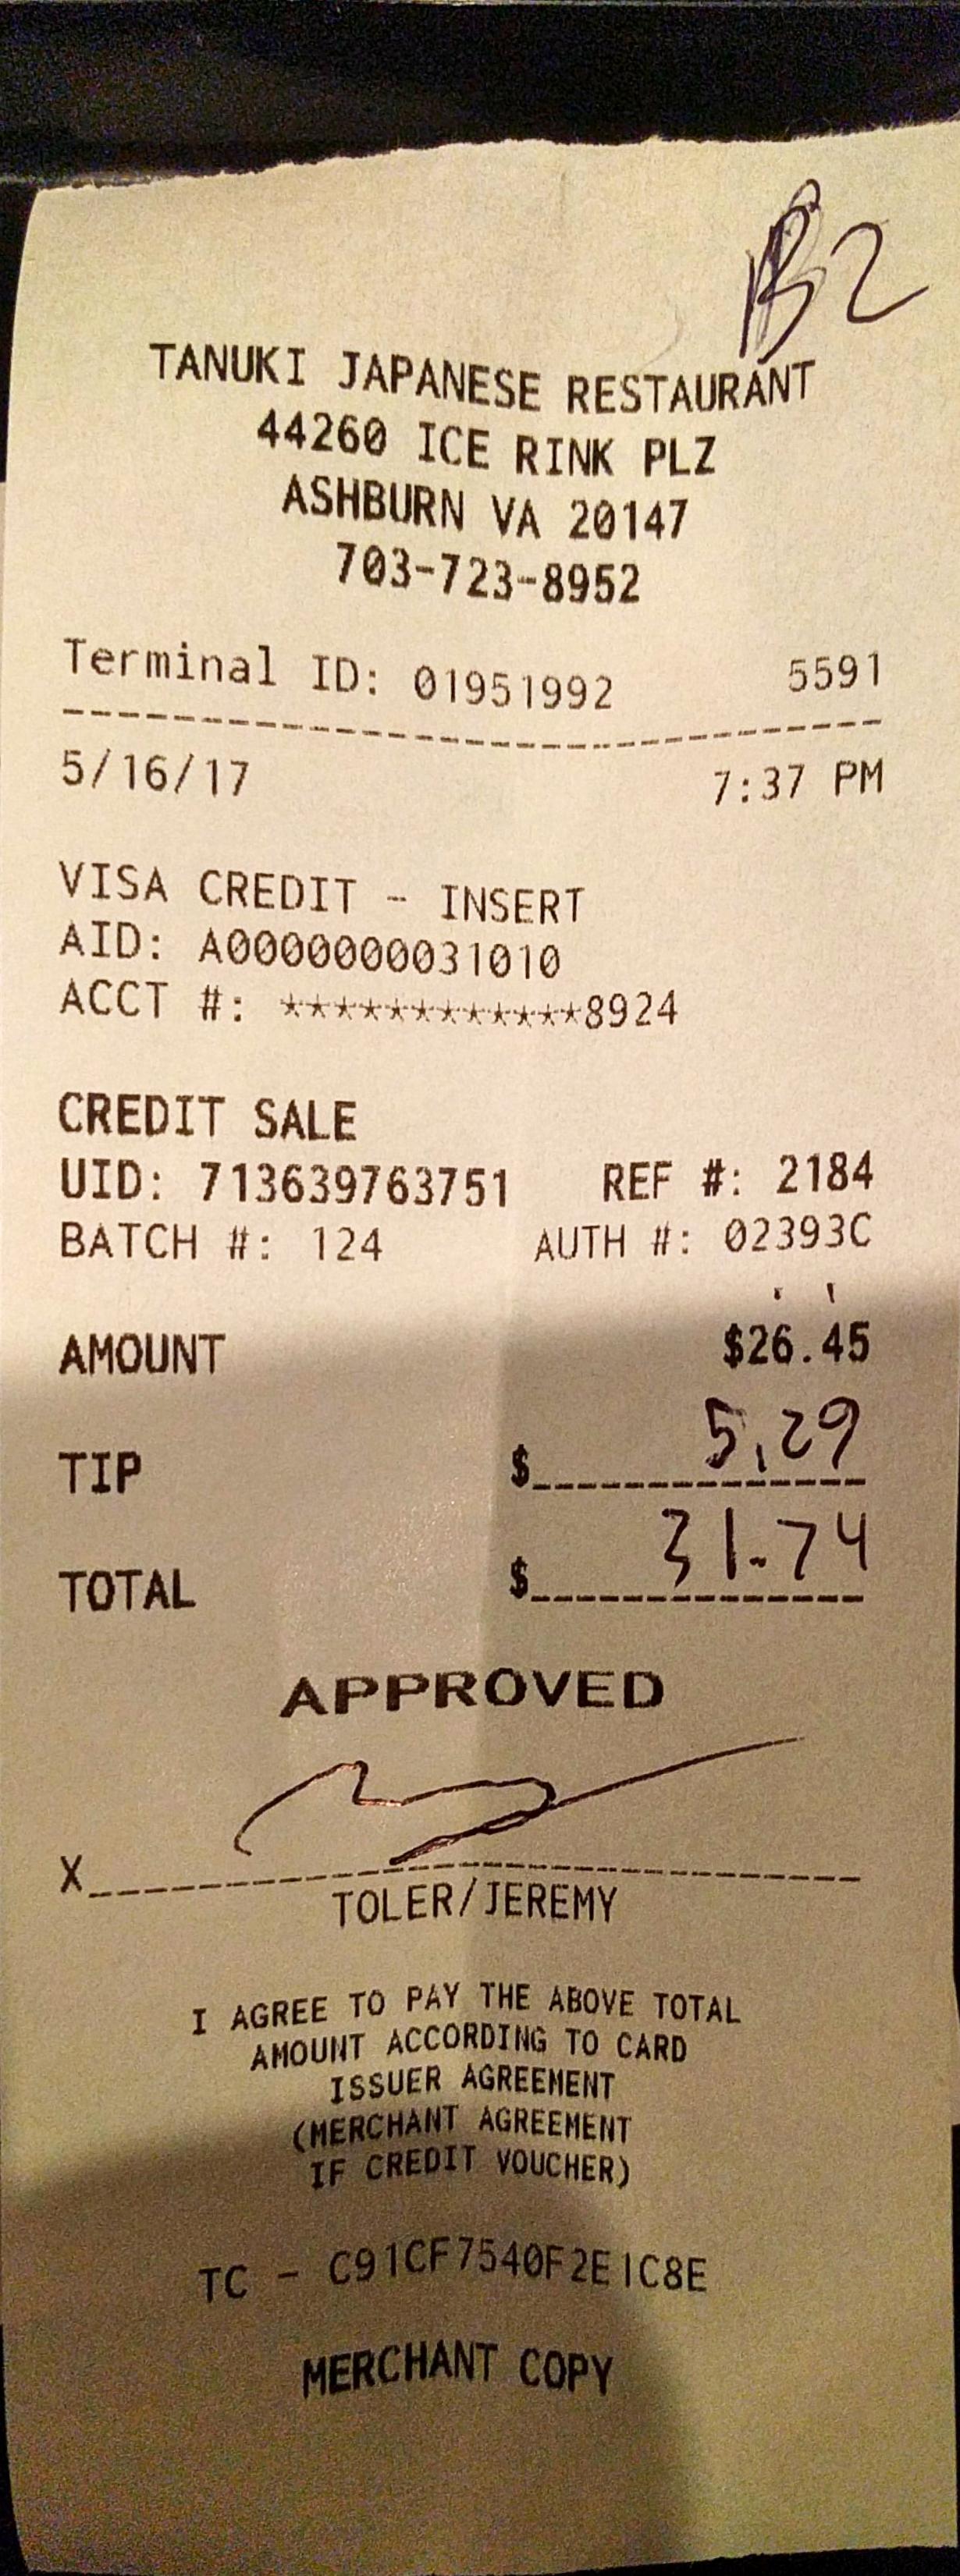 B2
TANUKI JAPANESE RESTAURANT
44260 ICE RINK PLZ
ASHBURN VA 20147
703-723-8952
Terminal ID: 01951992 5591
5/16/17 7:37 PM
VISA CREDIT - INSERT
AID: A0000000031010
ACCT #: ************8924
CREDIT SALE
UID: 713639763751 REF #: 2184
BATCH #: 124 AUTH #: 02393C
AMOUNT $26.45
TIP $ 5.29
TOTAL $ 31.74
APPROVED
X
TOLER/JEREMY
I AGREE TO PAY THE ABOVE TOTAL
AMOUNT ACCORDING TO CARD
ISSUER AGREEMENT
(MERCHANT AGREEMENT
IF CREDIT VOUCHER)
TC - C91CF7540F2E1C8E
MERCHANT COPY